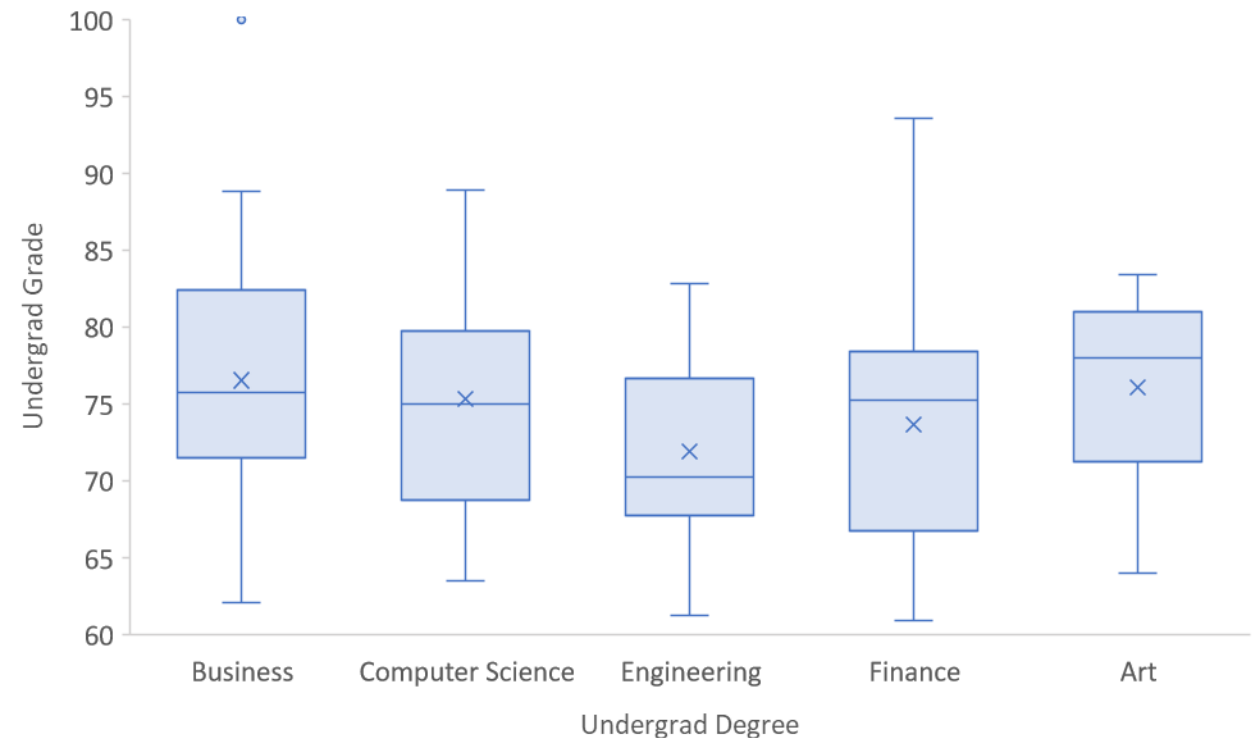 100
95
90
85
80
75
70
65
60
Undergrad Grade
Business
Computer Science
Engineering
Finance
Art
Undergrad Degree